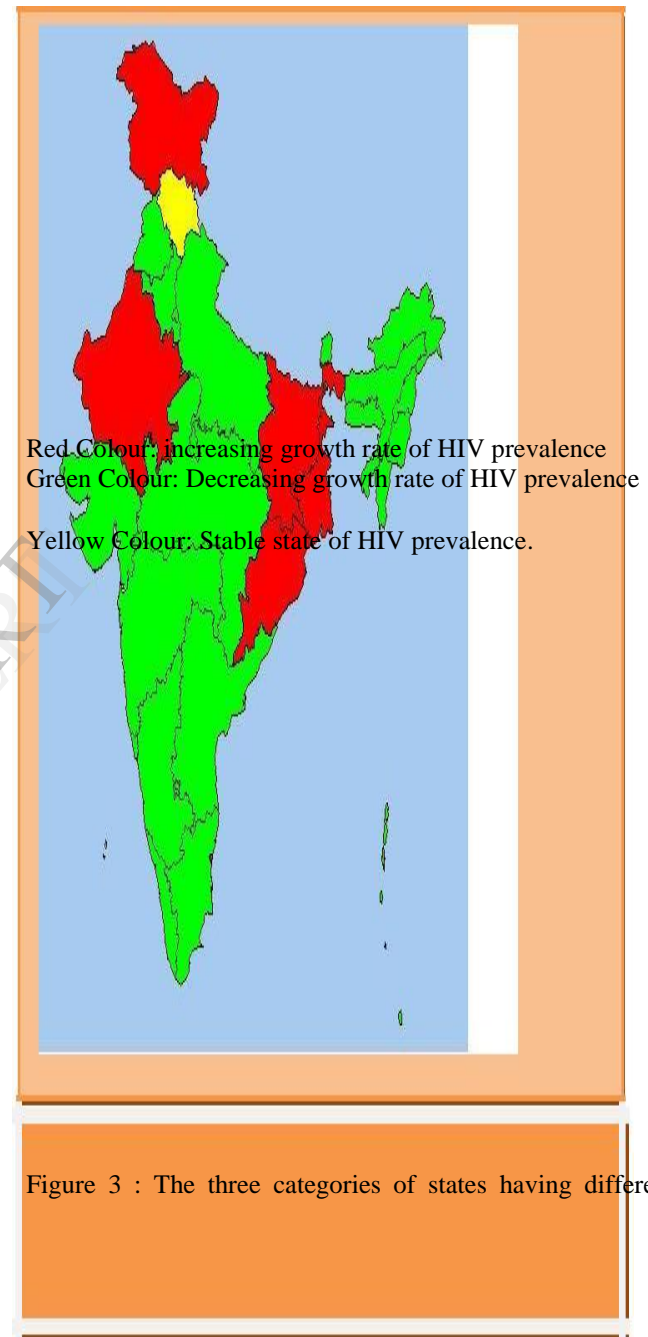 Red Colour: increasing growth rate of HIV prevalence
Green Colour: Decreasing growth rate of HIV prevalence
Yellow Colour: Stable state of HIV prevalence.
Figure 3 : The three categories of states having